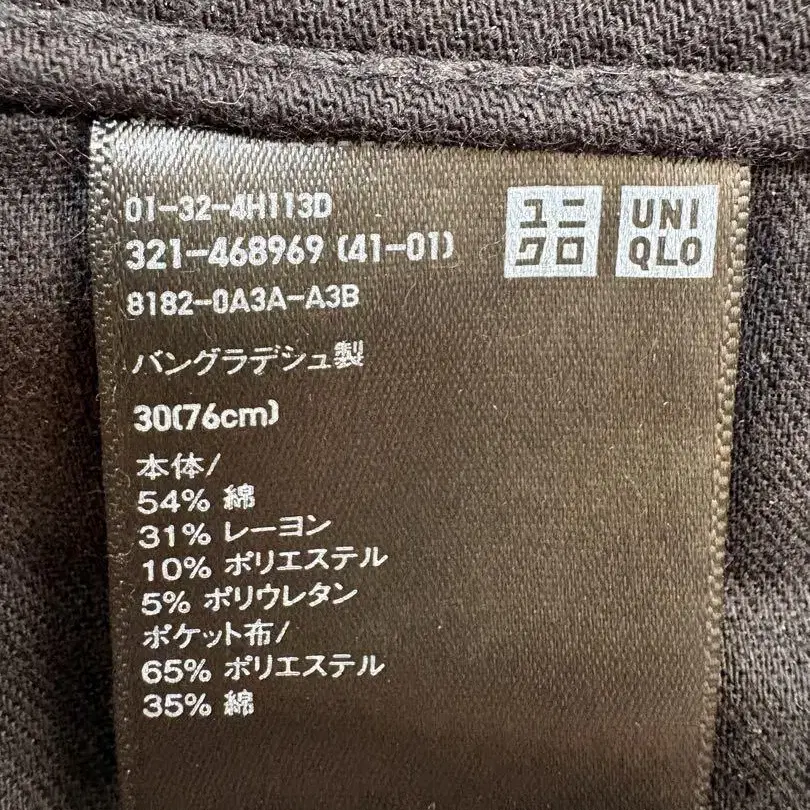 01-32-4H113D
321-468969 (41-01)
8182-0A3A-A3B
ユニ
クロ
UNI
QLO
バングラデシュ製
30(76cm)
本体/
54% 綿
31% レーヨン
10% ポリエステル
5% ポリウレタン
ポケット布/
65% ポリエステル
35% 綿